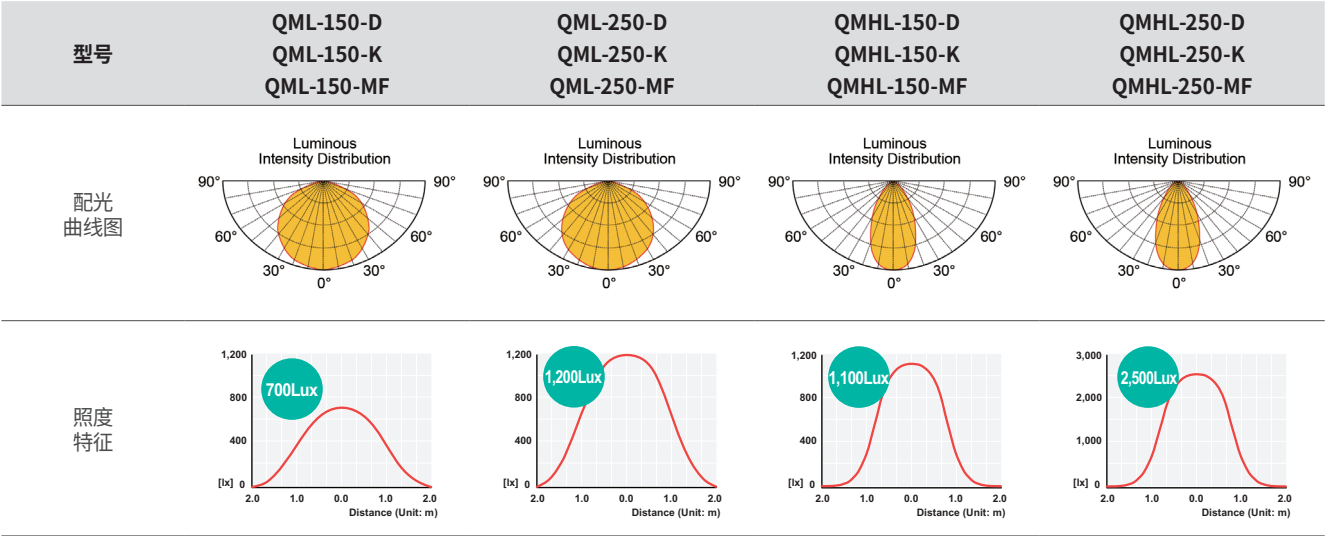 型号
QML-150-D
QML-150-K
QML-150-MF
QML-250-D
QML-250-K
QML-250-MF
QMHL-150-D
QMHL-150-K
QMHL-150-MF
QMHL-250-D
QMHL-250-K
QMHL-250-MF
配光
曲线图
Luminous
Intensity Distribution
90° 90°
60° 60°
30° 30°
0°
Luminous
Intensity Distribution
90° 90°
60° 60°
30° 30°
0°
Luminous
Intensity Distribution
90° 90°
60° 60°
30° 30°
0°
Luminous
Intensity Distribution
90° 90°
60° 60°
30° 30°
0°
照度
特征
1,200
700Lux
800
400
[lx] 0
2.0 1.0 0.0 1.0 2.0
Distance (Unit: m)
1,200
1,200Lux
800
400
[lx] 0
2.0 1.0 0.0 1.0 2.0
Distance (Unit: m)
1,200
1,100Lux
800
400
[lx] 0
2.0 1.0 0.0 1.0 2.0
Distance (Unit: m)
3,000
2,500Lux
2,000
1,000
[lx] 0
2.0 1.0 0.0 1.0 2.0
Distance (Unit: m)